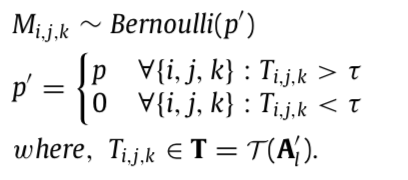 M_{i,j,k} ∼ Bernoulli(p′)
p′ = { p ∀{i, j, k} : T_{i,j,k} > τ
0 ∀{i, j, k} : T_{i,j,k} < τ
where, T_{i,j,k} ∈ 𝐓 = 𝒯(𝐀′_l).